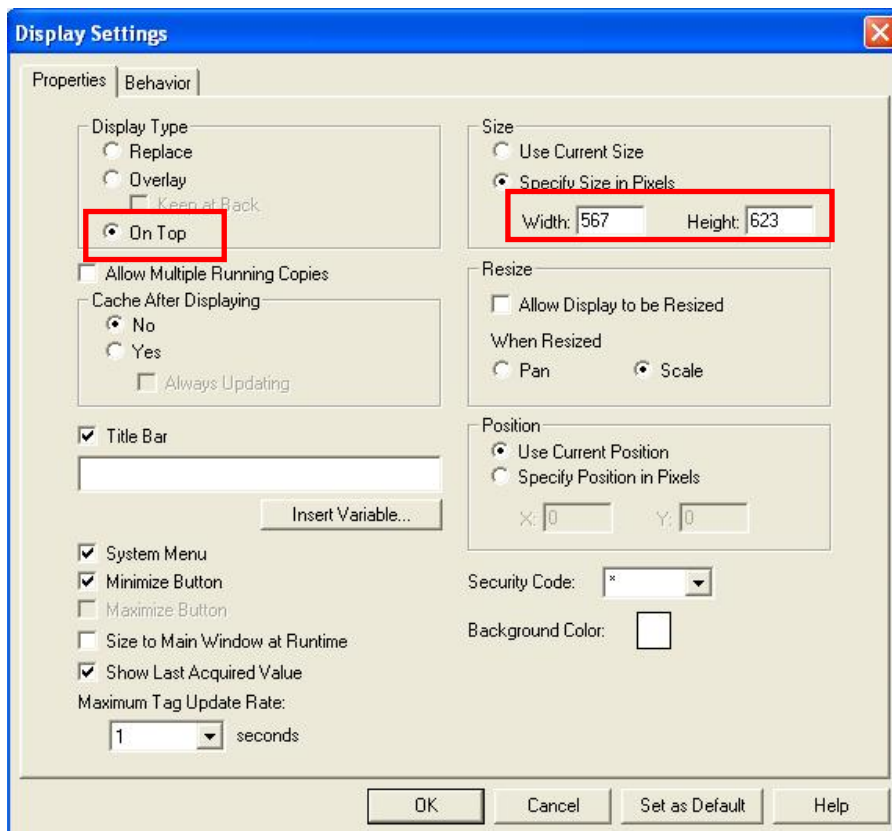 Display Settings
Properties
Behavior
Display Type
Replace
Overlay
Keep at Back
On Top
Allow Multiple Running Copies
Cache After Displaying
No
Yes
Always Updating
Title Bar
Insert Variable...
System Menu
Minimize Button
Maximize Button
Size to Main Window at Runtime
Show Last Acquired Value
Maximum Tag Update Rate:
1 seconds
Size
Use Current Size
Specify Size in Pixels
Width: 567 Height: 623
Resize
Allow Display to be Resized
When Resized
Pan Scale
Position
Use Current Position
Specify Position in Pixels
X: 0 Y: 0
Security Code: *
Background Color:
OK Cancel Set as Default Help